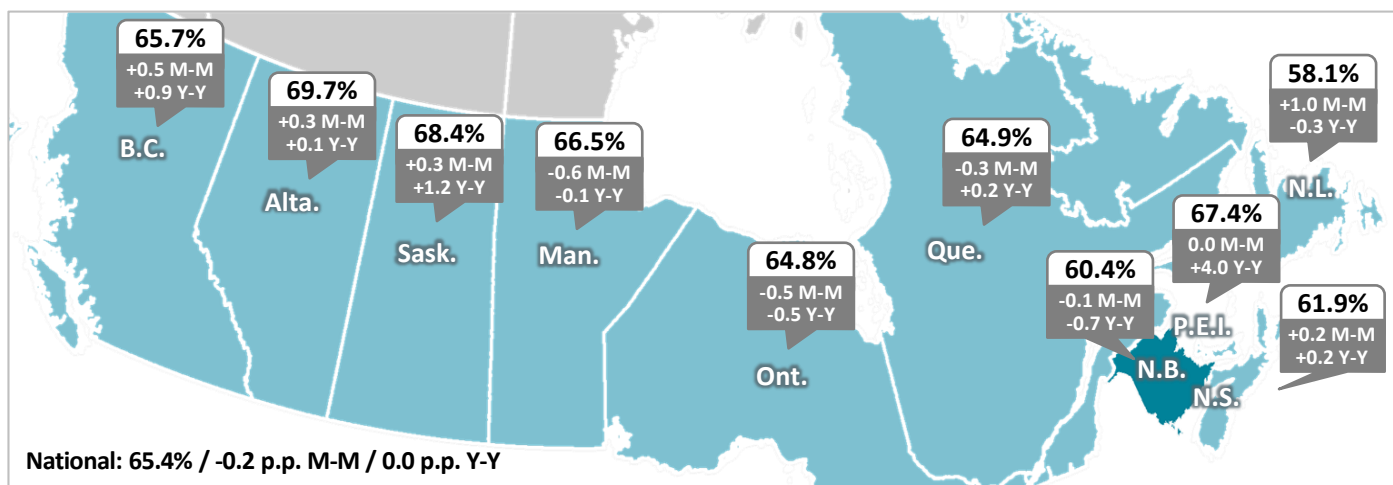 65.7%
+0.5 M-M
+0.9 Y-Y
B.C.
69.7%
+0.3 M-M
+0.1 Y-Y
Alta.
68.4%
+0.3 M-M
+1.2 Y-Y
Sask.
66.5%
-0.6 M-M
-0.1 Y-Y
Man.
64.8%
-0.5 M-M
-0.5 Y-Y
Ont.
64.9%
-0.3 M-M
+0.2 Y-Y
Que.
58.1%
+1.0 M-M
-0.3 Y-Y
N.L.
67.4%
0.0 M-M
+4.0 Y-Y
P.E.I.
60.4%
-0.1 M-M
-0.7 Y-Y
N.B.
61.9%
+0.2 M-M
+0.2 Y-Y
N.S.
National: 65.4% / -0.2 p.p. M-M / 0.0 p.p. Y-Y